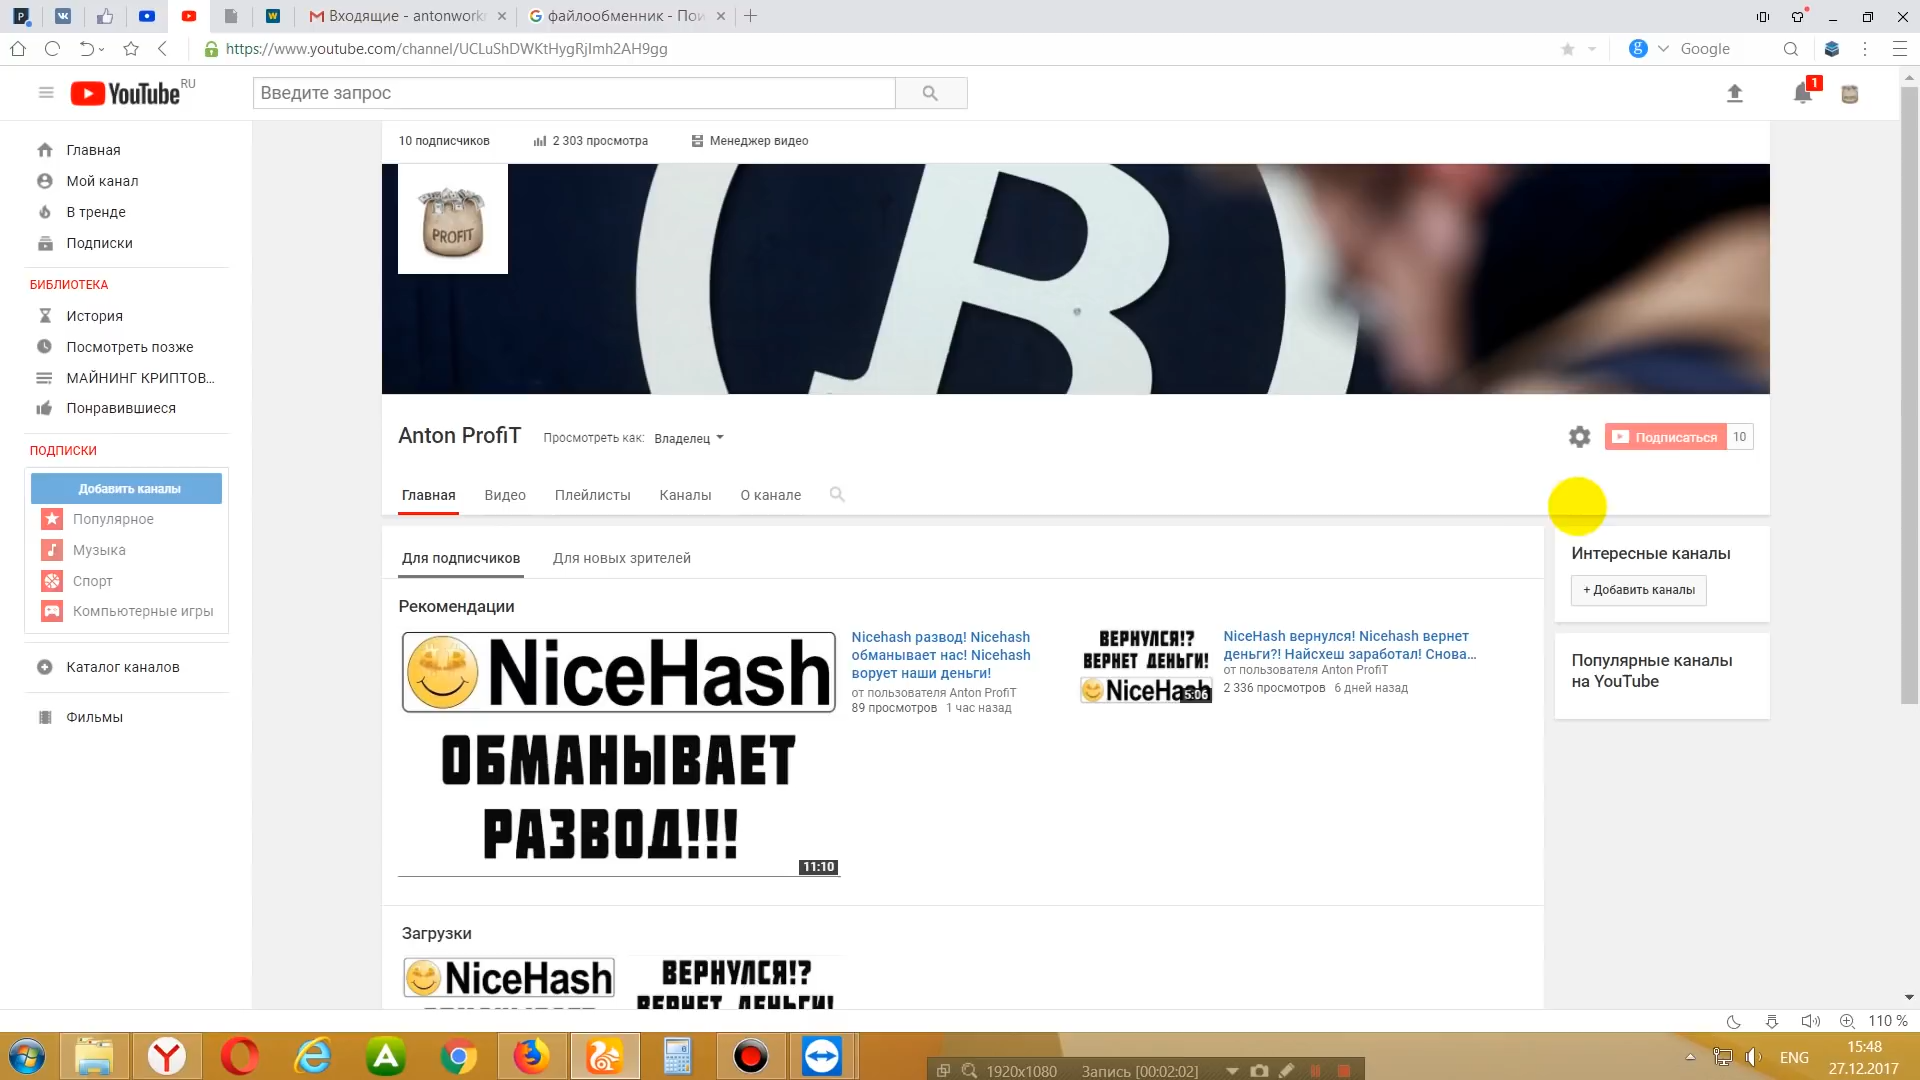 Входящие - antonworks
файлообменник - Пои
https://www.youtube.com/channel/UCLuShDWKtHygRjImh2AH9gg
Google
YouTube RU
Введите запрос
1
Главная
Мой канал
В тренде
Подписки
БИБЛИОТЕКА
История
Посмотреть позже
МАЙНИНГ КРИПТОВ...
Понравившиеся
ПОДПИСКИ
Добавить каналы
Популярное
Музыка
Спорт
Компьютерные игры
Каталог каналов
Фильмы
10 подписчиков
2 303 просмотра
Менеджер видео
PROFIT
Anton ProfiT
Просмотреть как: Владелец
Подписаться 10
Главная Видео Плейлисты Каналы О канале
Для подписчиков Для новых зрителей
Рекомендации
NiceHash
ОБМАНЫВАЕТ
РАЗВОД!!!
11:10
Nicehash развод! Nicehash
обманывает нас! Nicehash
ворует наши деньги!
от пользователя Anton ProfiT
89 просмотров 1 час назад
ВЕРНУЛСЯ!?
ВЕРНЕТ ДЕНЬГИ!
NiceHash
5:06
NiceHash вернулся! Nicehash вернет
деньги?! Найсхеш заработал! Снова...
от пользователя Anton ProfiT
2 336 просмотров 6 дней назад
Интересные каналы
+ Добавить каналы
Популярные каналы
на YouTube
Загрузки
NiceHash
ВЕРНУЛСЯ!?
ВЕРНЕТ ДЕНЬГИ!
110 %
1920x1080
Запись [00:02:02]
ENG
15:48
27.12.2017